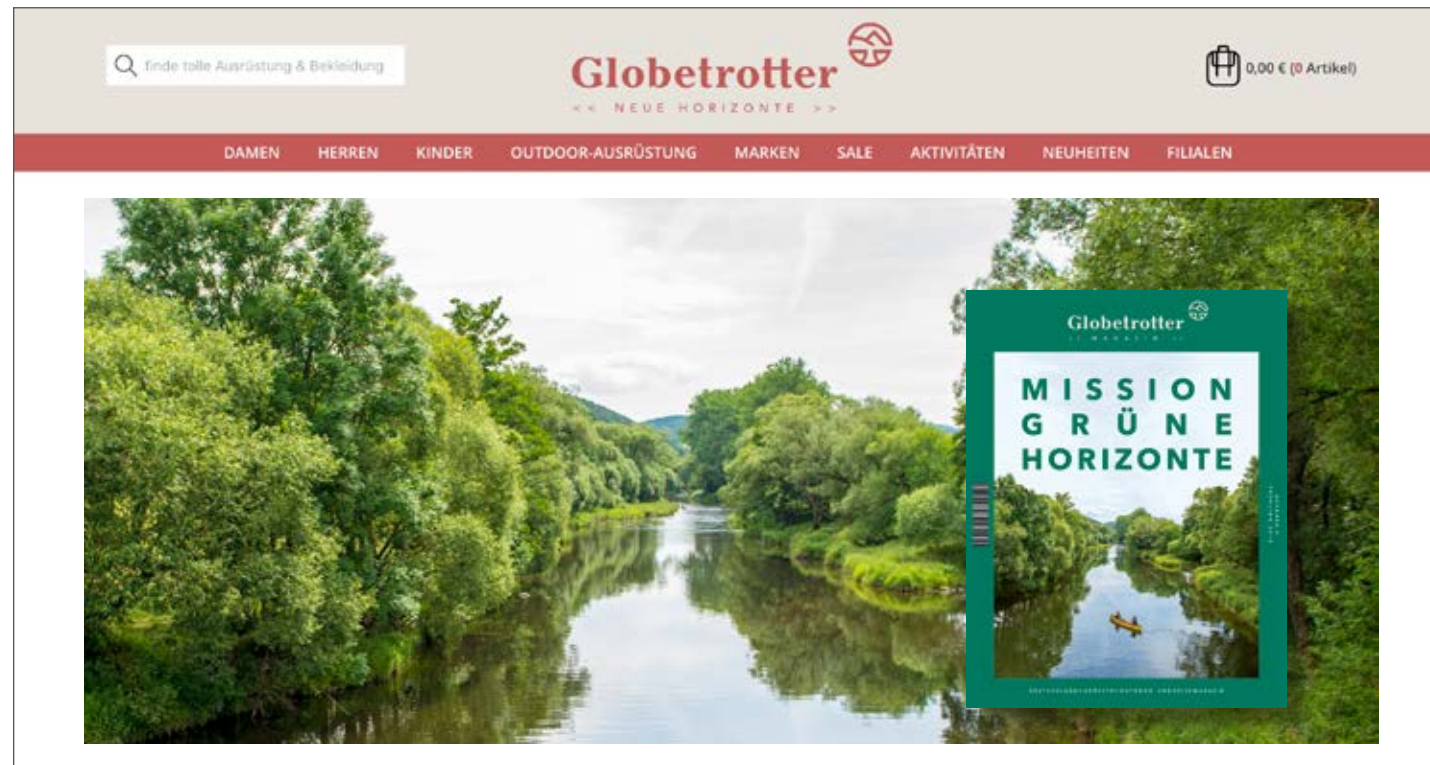 finde tolle Ausrüstung & Bekleidung
Globetrotter
<< NEUE HORIZONTE >>
0,00 € (0 Artikel)
DAMEN HERREN KINDER OUTDOOR-AUSRÜSTUNG MARKEN SALE AKTIVITÄTEN NEUHEITEN FILIALEN
Globetrotter
MAGAZIN
MISSION
GRÜNE
HORIZONTE